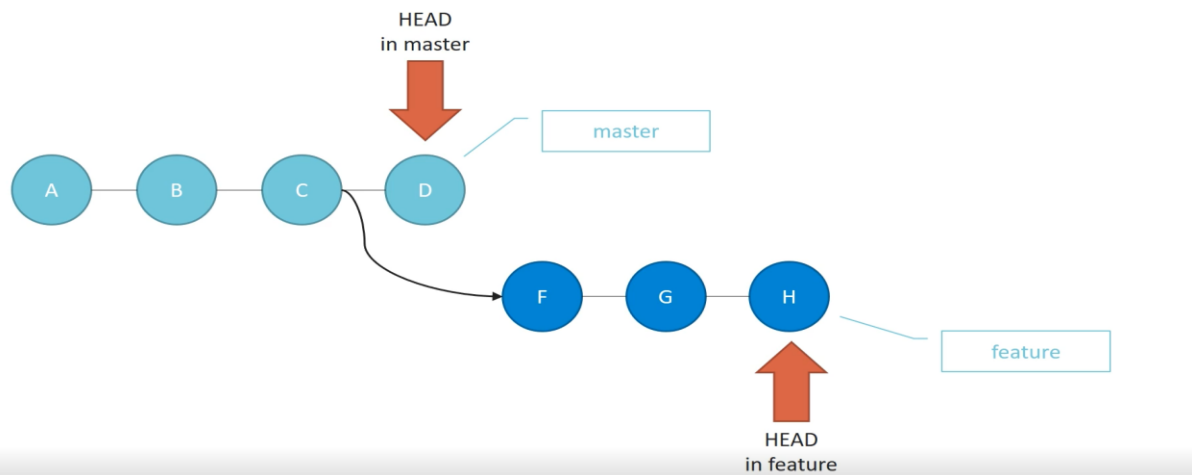 HEAD
in master
master
A
B
C
D
F
G
H
feature
HEAD
in feature